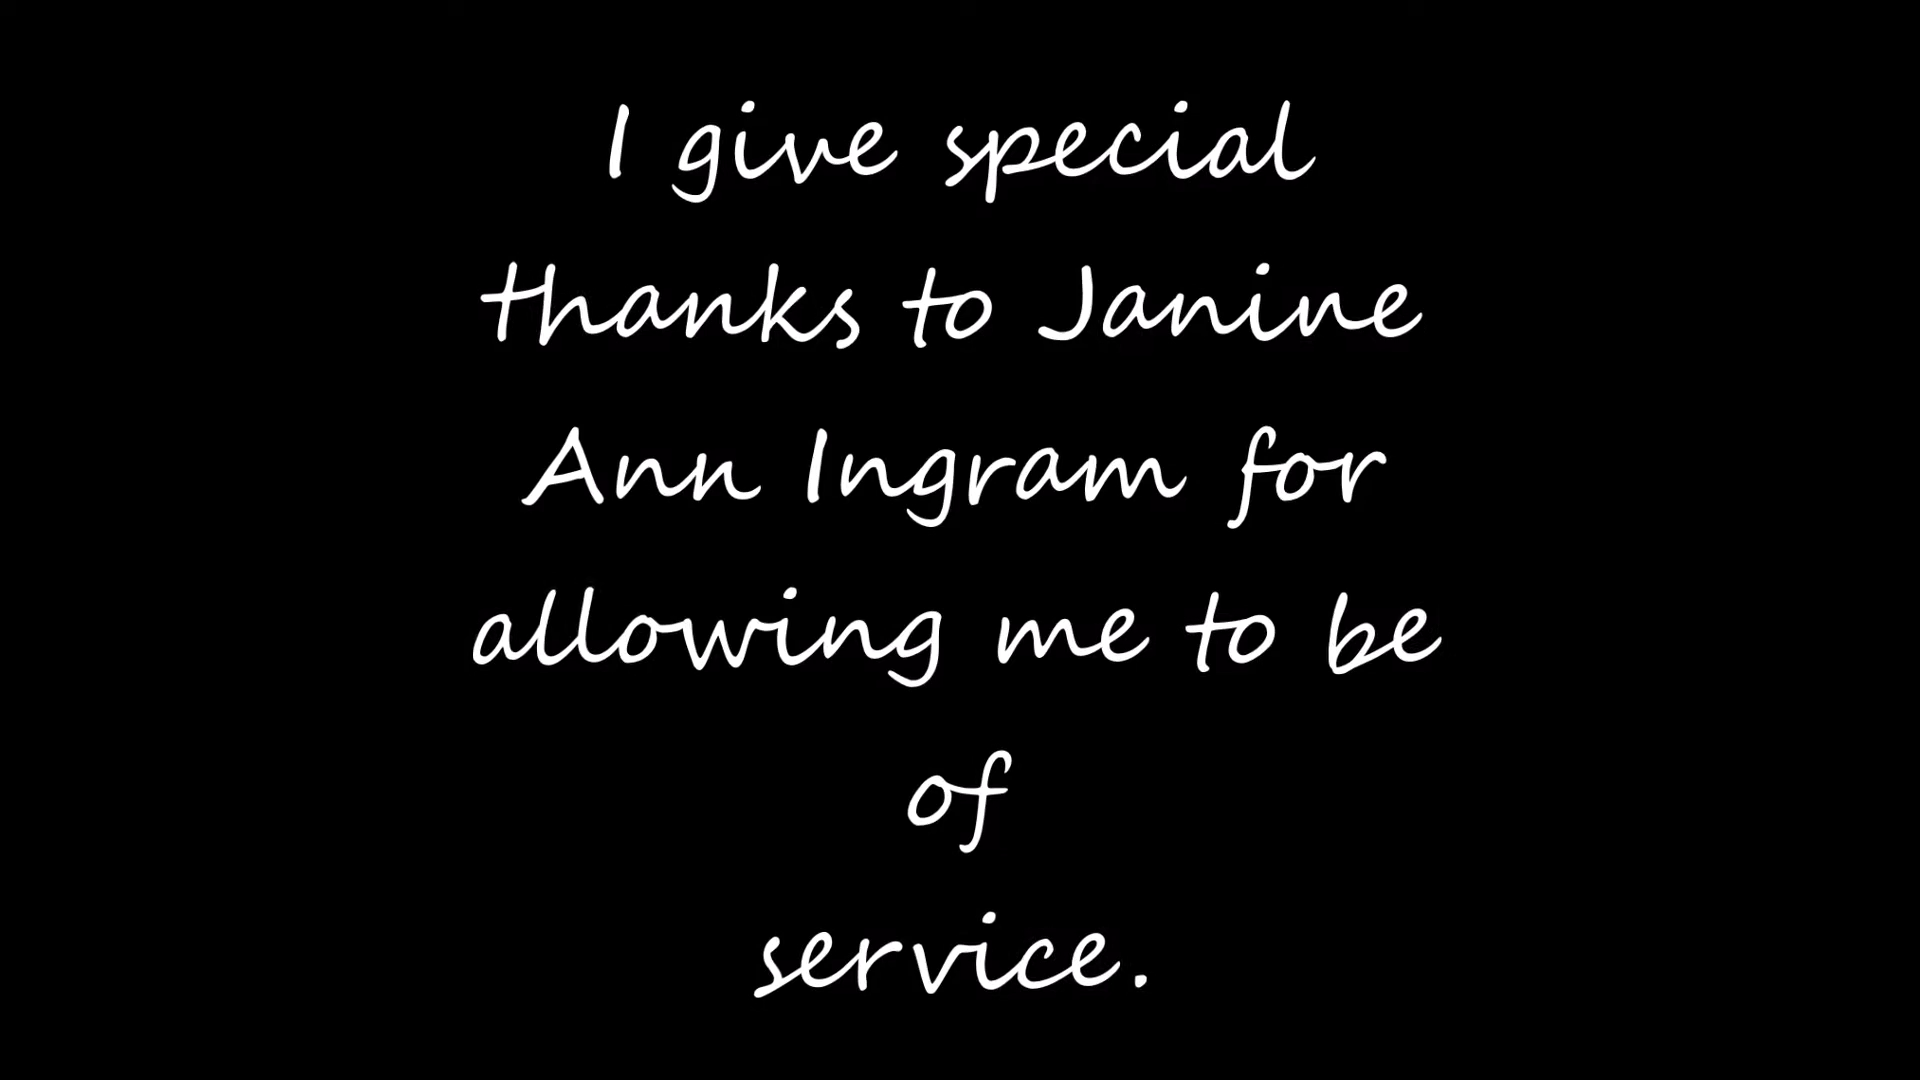 I give special
thanks to Janine
Ann Ingram for
allowing me to be
of
service.